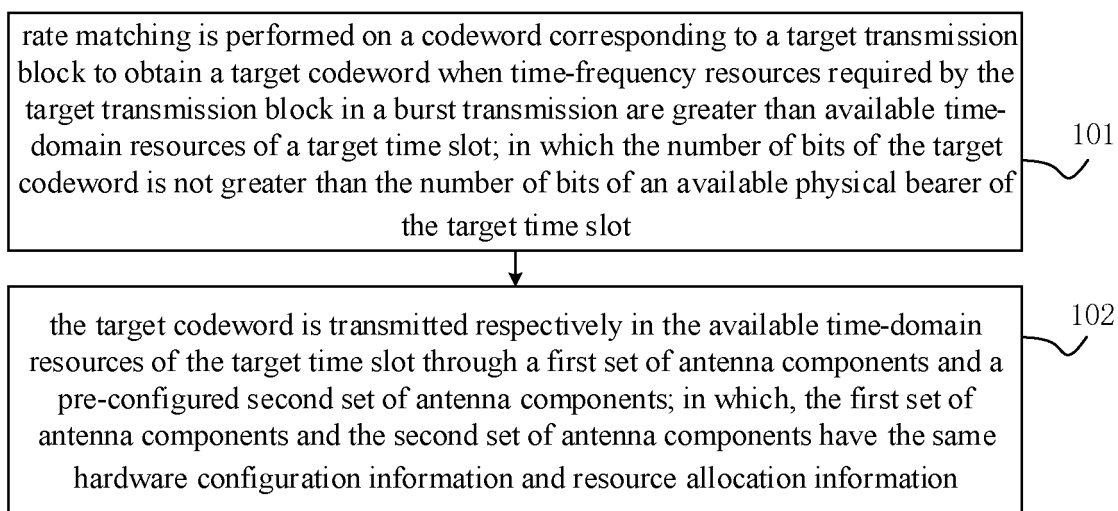 rate matching is performed on a codeword corresponding to a target transmission
block to obtain a target codeword when time-frequency resources required by the
target transmission block in a burst transmission are greater than available time-
domain resources of a target time slot; in which the number of bits of the target
codeword is not greater than the number of bits of an available physical bearer of
the target time slot
101
the target codeword is transmitted respectively in the available time-domain
resources of the target time slot through a first set of antenna components and a
pre-configured second set of antenna components; in which, the first set of
antenna components and the second set of antenna components have the same
hardware configuration information and resource allocation information
102